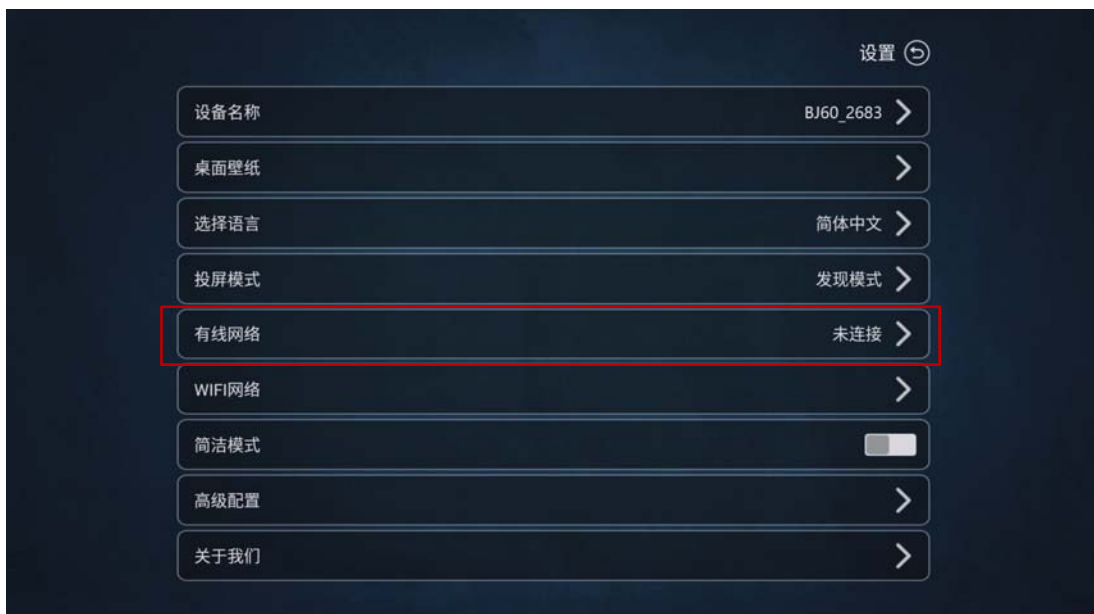 设置
设备名称 BJ60_2683
桌面壁纸
选择语言 简体中文
投屏模式 发现模式
有线网络 未连接
WIFI网络
简洁模式
高级配置
关于我们